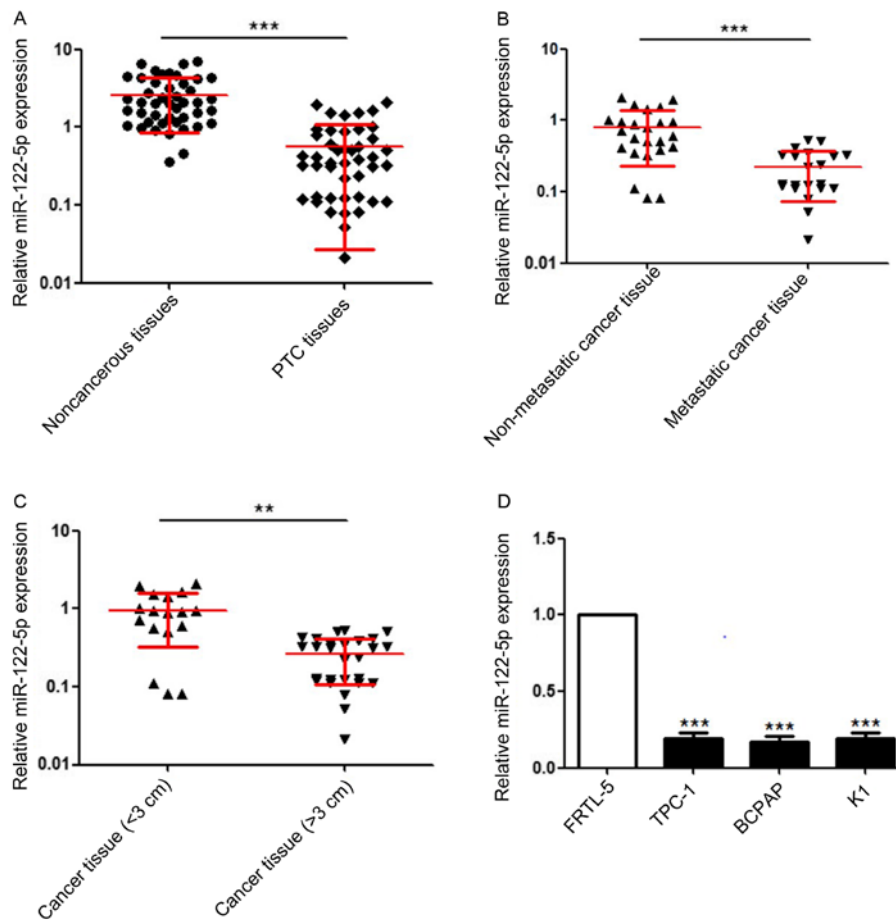 A
***
Relative miR-122-5p expression
10
1
0.1
0.01
Noncancerous tissues
PTC tissues
B
***
Relative miR-122-5p expression
10
1
0.1
0.01
Non-metastatic cancer tissue
Metastatic cancer tissue
C
**
Relative miR-122-5p expression
10
1
0.1
0.01
Cancer tissue (<3 cm)
Cancer tissue (>3 cm)
D
Relative miR-122-5p expression
1.5
1.0
0.5
0.0
***
***
***
FRTL-5
TPC-1
BCPAP
K1